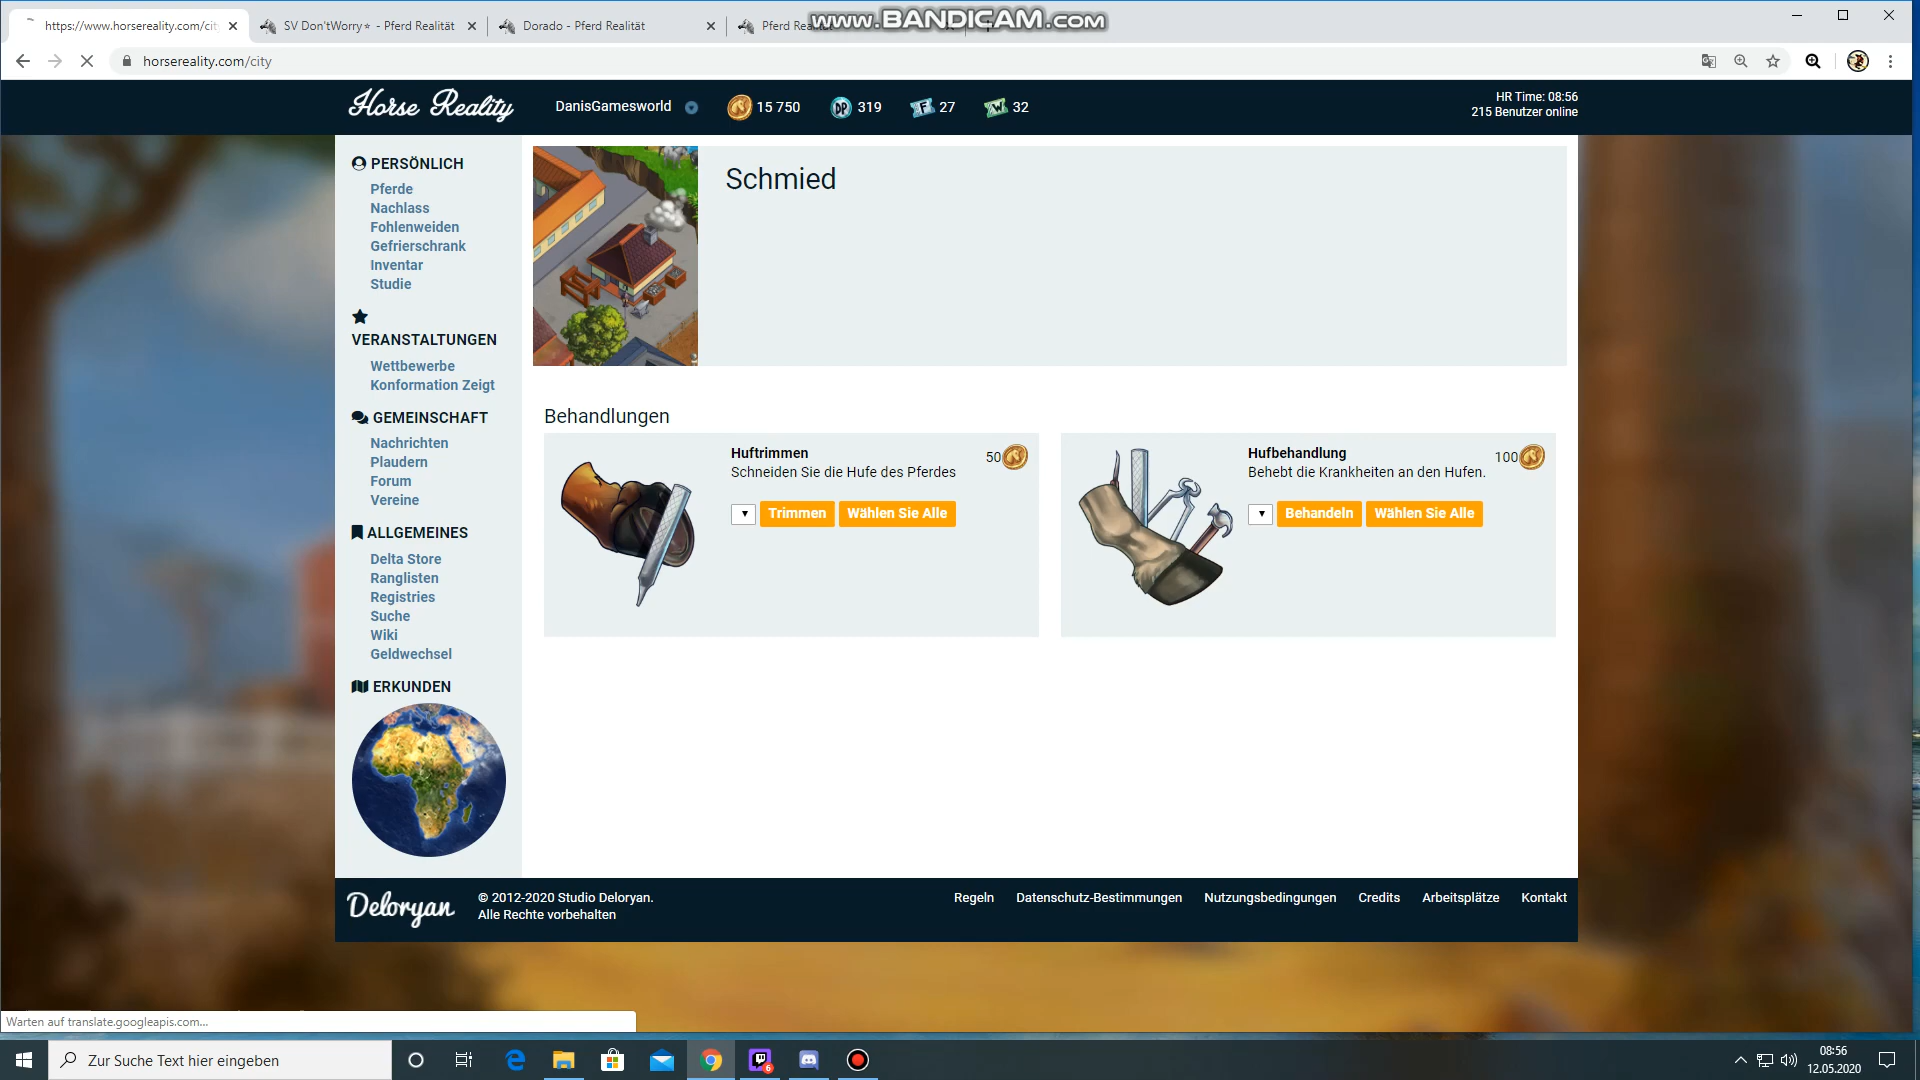 https://www.horsereality.com/cit
SV Don'tWorry⭐ - Pferd Realität
Dorado - Pferd Realität
Pferd Realität
www.BANDICAM.com
horsereality.com/city
Horse Reality
DanisGamesworld
15 750
DP
319
F
27
W
32
HR Time: 08:56
215 Benutzer online
PERSÖNLICH
Pferde
Nachlass
Fohlenweiden
Gefrierschrank
Inventar
Studie
VERANSTALTUNGEN
Wettbewerbe
Konformation Zeigt
GEMEINSCHAFT
Nachrichten
Plaudern
Forum
Vereine
ALLGEMEINES
Delta Store
Ranglisten
Registries
Suche
Wiki
Geldwechsel
ERKUNDEN
Schmied
Behandlungen
Huftrimmen
50
Schneiden Sie die Hufe des Pferdes
Trimmen
Wählen Sie Alle
Hufbehandlung
100
Behebt die Krankheiten an den Hufen.
Behandeln
Wählen Sie Alle
Deloryan
© 2012-2020 Studio Deloryan.
Alle Rechte vorbehalten
Regeln
Datenschutz-Bestimmungen
Nutzungsbedingungen
Credits
Arbeitsplätze
Kontakt
Warten auf translate.googleapis.com...
Zur Suche Text hier eingeben
6
08:56
12.05.2020